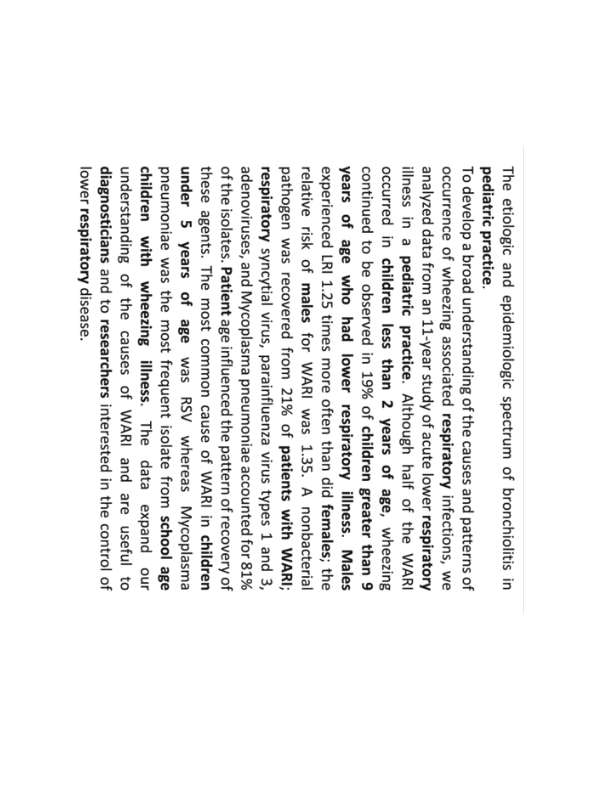 The etiologic and epidemiologic spectrum of bronchiolitis in
pediatric practice.
To develop a broad understanding of the causes and patterns of
occurrence of wheezing associated respiratory infections, we
analyzed data from an 11-year study of acute lower respiratory
illness in a pediatric practice. Although half of the WARI
occurred in children less than 2 years of age, wheezing
continued to be observed in 19% of children greater than 9
years of age who had lower respiratory illness. Males
experienced LRI 1.25 times more often than did females; the
relative risk of males for WARI was 1.35. A nonbacterial
pathogen was recovered from 21% of patients with WARI;
respiratory syncytial virus, parainfluenza virus types 1 and 3,
adenoviruses, and Mycoplasma pneumoniae accounted for 81%
of the isolates. Patient age influenced the pattern of recovery of
these agents. The most common cause of WARI in children
under 5 years of age was RSV whereas Mycoplasma
pneumoniae was the most frequent isolate from school age
children with wheezing illness. The data expand our
understanding of the causes of WARI and are useful to
diagnosticians and to researchers interested in the control of
lower respiratory disease.